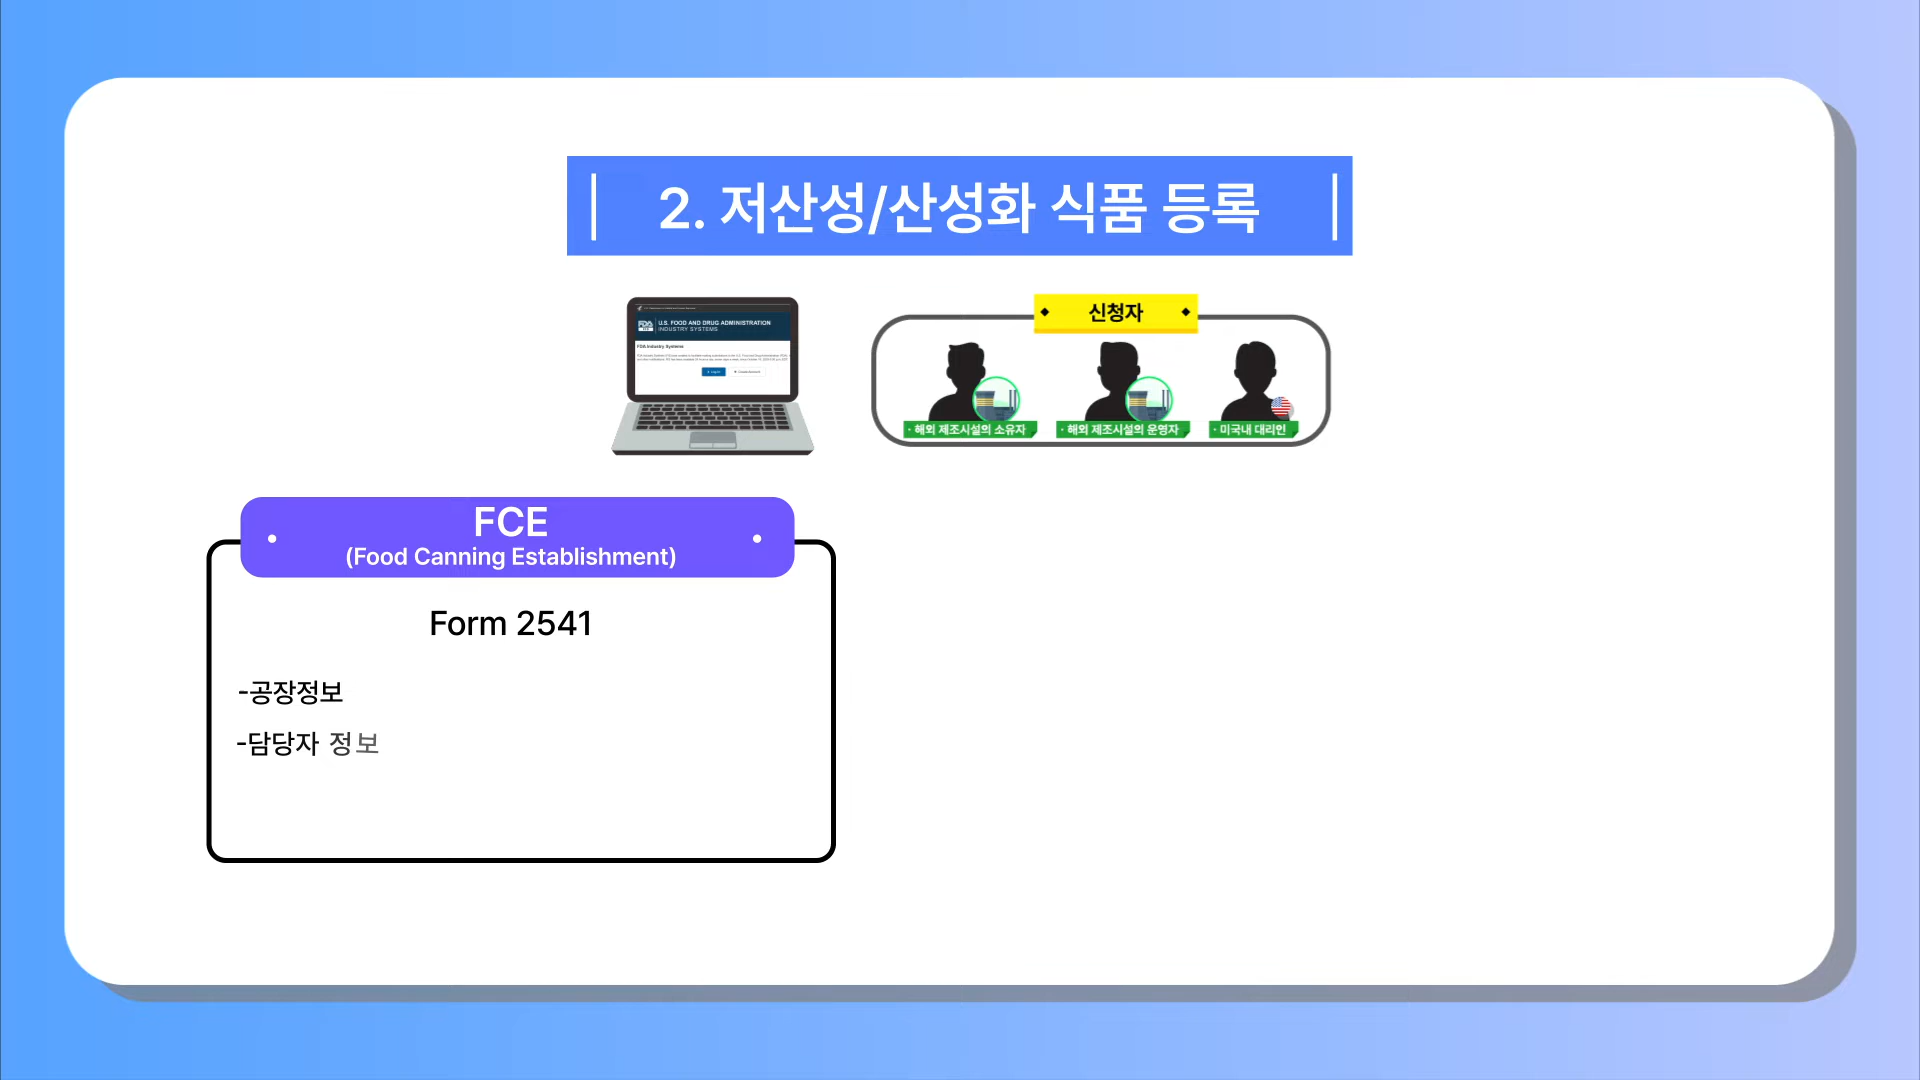 2. 저산성/산성화 식품 등록
U.S. FOOD AND DRUG ADMINISTRATION
INDUSTRY SYSTEMS
FDA Industry Systems
신청자
· 해외 제조시설의 소유자
· 해외 제조시설의 운영자
· 미국내 대리인
FCE
(Food Canning Establishment)
Form 2541
-공장정보
-담당자 정보